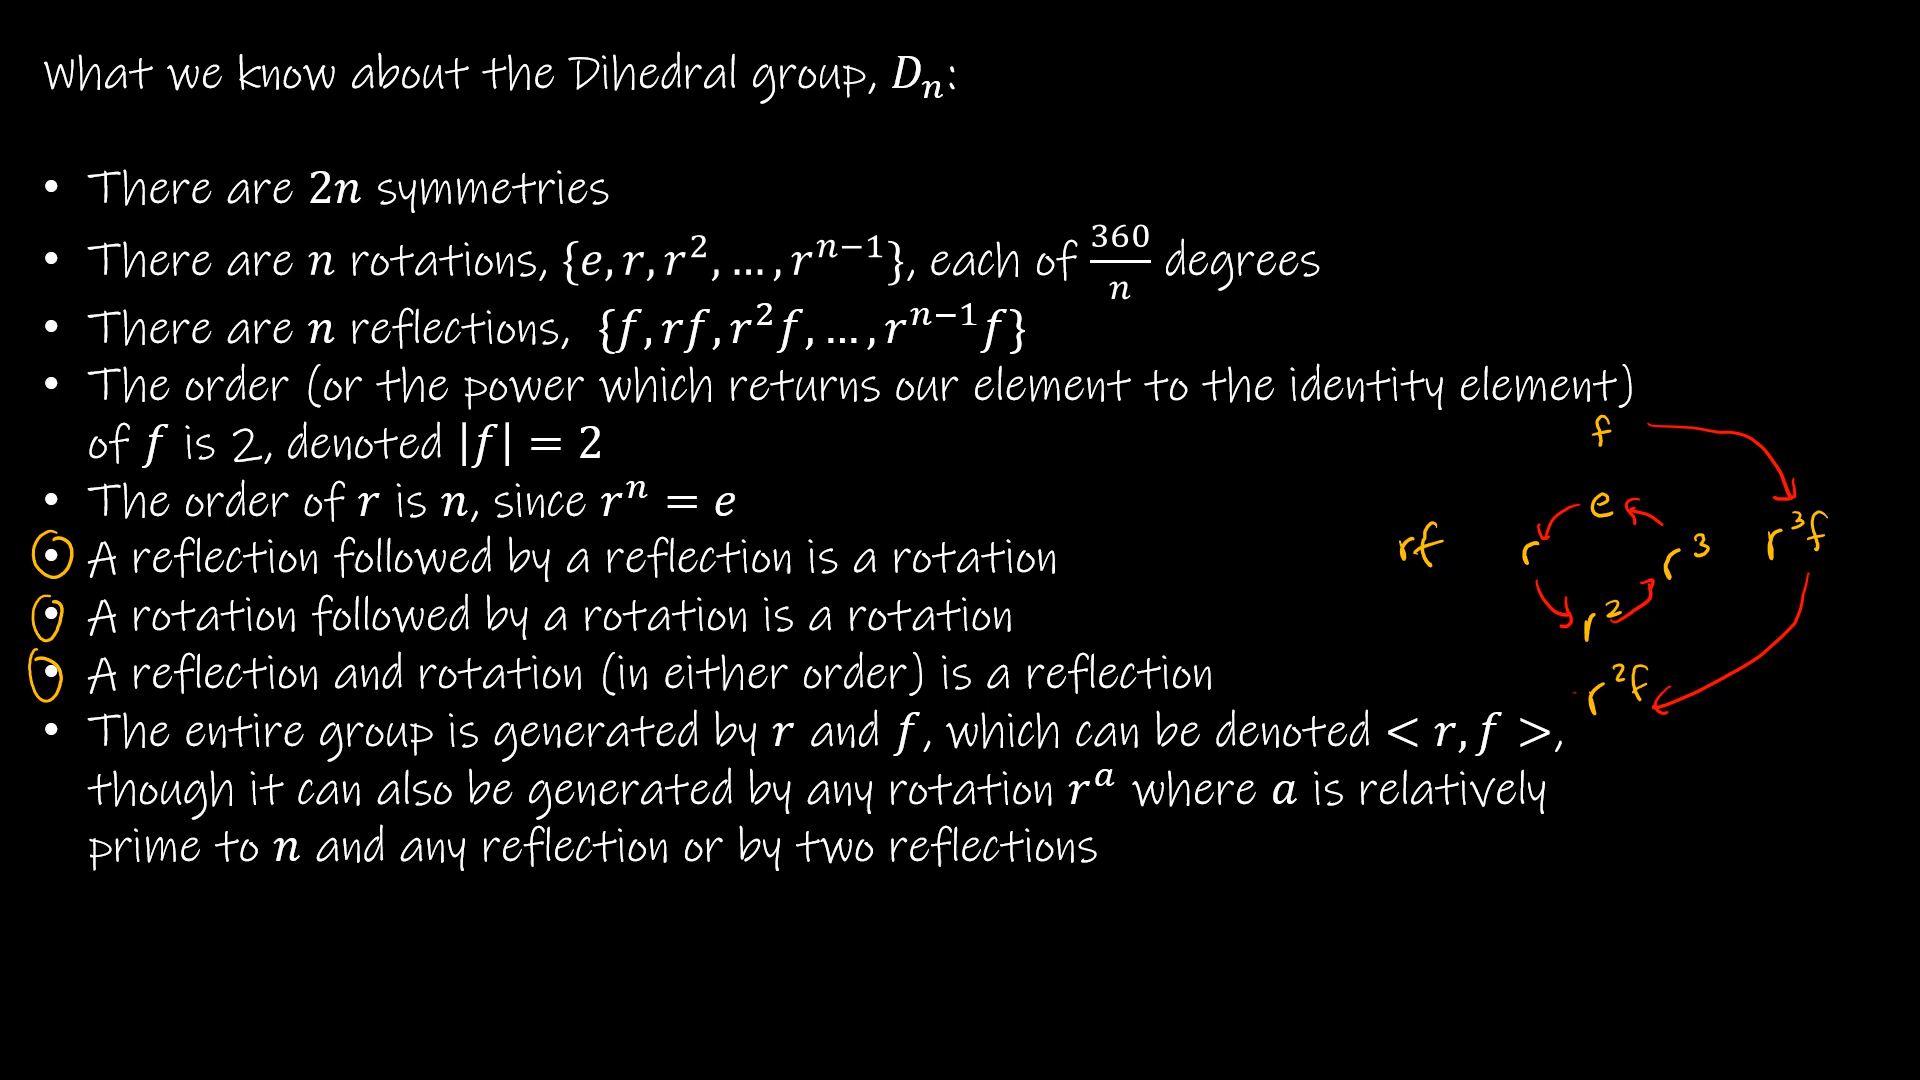 What we know about the Dihedral group, Dₙ:
• There are 2n symmetries
• There are n rotations, {e, r, r², …, rⁿ⁻¹}, each of 360/n degrees
• There are n reflections, {f, rf, r²f, …, rⁿ⁻¹f}
• The order (or the power which returns our element to the identity element)
of f is 2, denoted |f| = 2
• The order of r is n, since rⁿ = e
• A reflection followed by a reflection is a rotation
• A rotation followed by a rotation is a rotation
• A reflection and rotation (in either order) is a reflection
• The entire group is generated by r and f, which can be denoted < r, f >,
though it can also be generated by any rotation rᵃ where a is relatively
prime to n and any reflection or by two reflections
f
e
rf r r³ r³f
r²
r²f